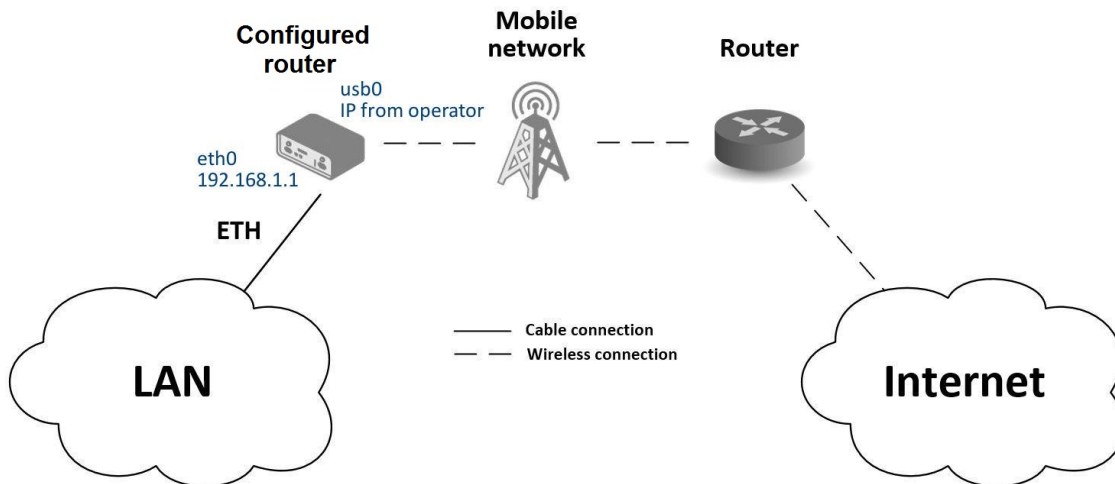 Configured
router
Mobile
network
Router
usb0
IP from operator
eth0
192.168.1.1
ETH
Cable connection
Wireless connection
LAN
Internet